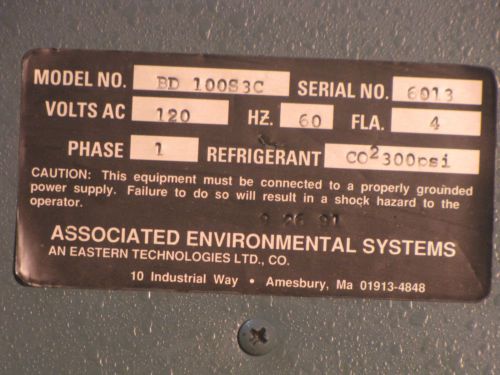 MODEL NO. BD 100S3C SERIAL NO. 6013
VOLTS AC 120 HZ. 60 FLA. 4
PHASE 1 REFRIGERANT CO2 300psi
CAUTION: This equipment must be connected to a properly grounded
power supply. Failure to do so will result in a shock hazard to the
operator.
9 26 91
ASSOCIATED ENVIRONMENTAL SYSTEMS
AN EASTERN TECHNOLOGIES LTD., CO.
10 Industrial Way • Amesbury, Ma 01913-4848